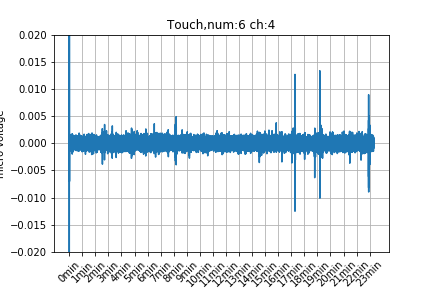 Touch,num:6 ch:4
0.020
0.015
0.010
0.005
0.000
−0.005
−0.010
−0.015
−0.020
micro voltage
0min
1min
2min
3min
4min
5min
6min
7min
8min
9min
10min
11min
12min
13min
14min
15min
16min
17min
18min
19min
20min
21min
22min
23min